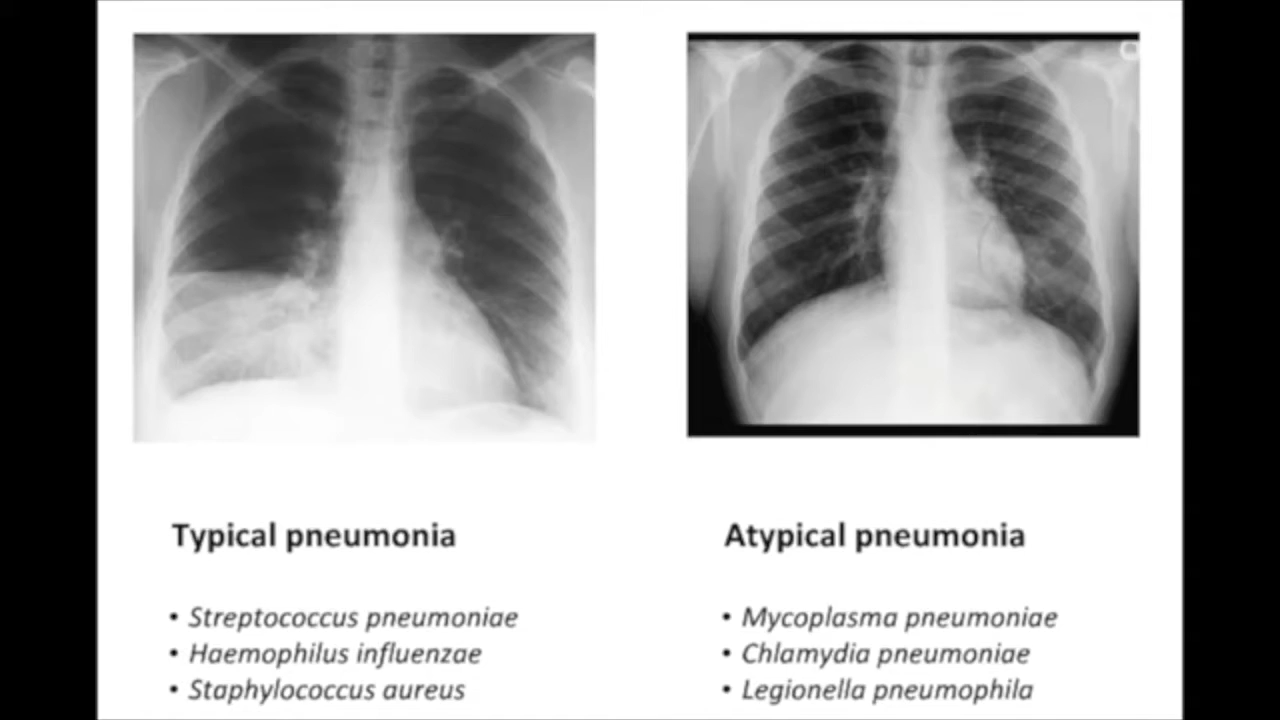 Typical pneumonia
• Streptococcus pneumoniae
• Haemophilus influenzae
• Staphylococcus aureus
Atypical pneumonia
• Mycoplasma pneumoniae
• Chlamydia pneumoniae
• Legionella pneumophila